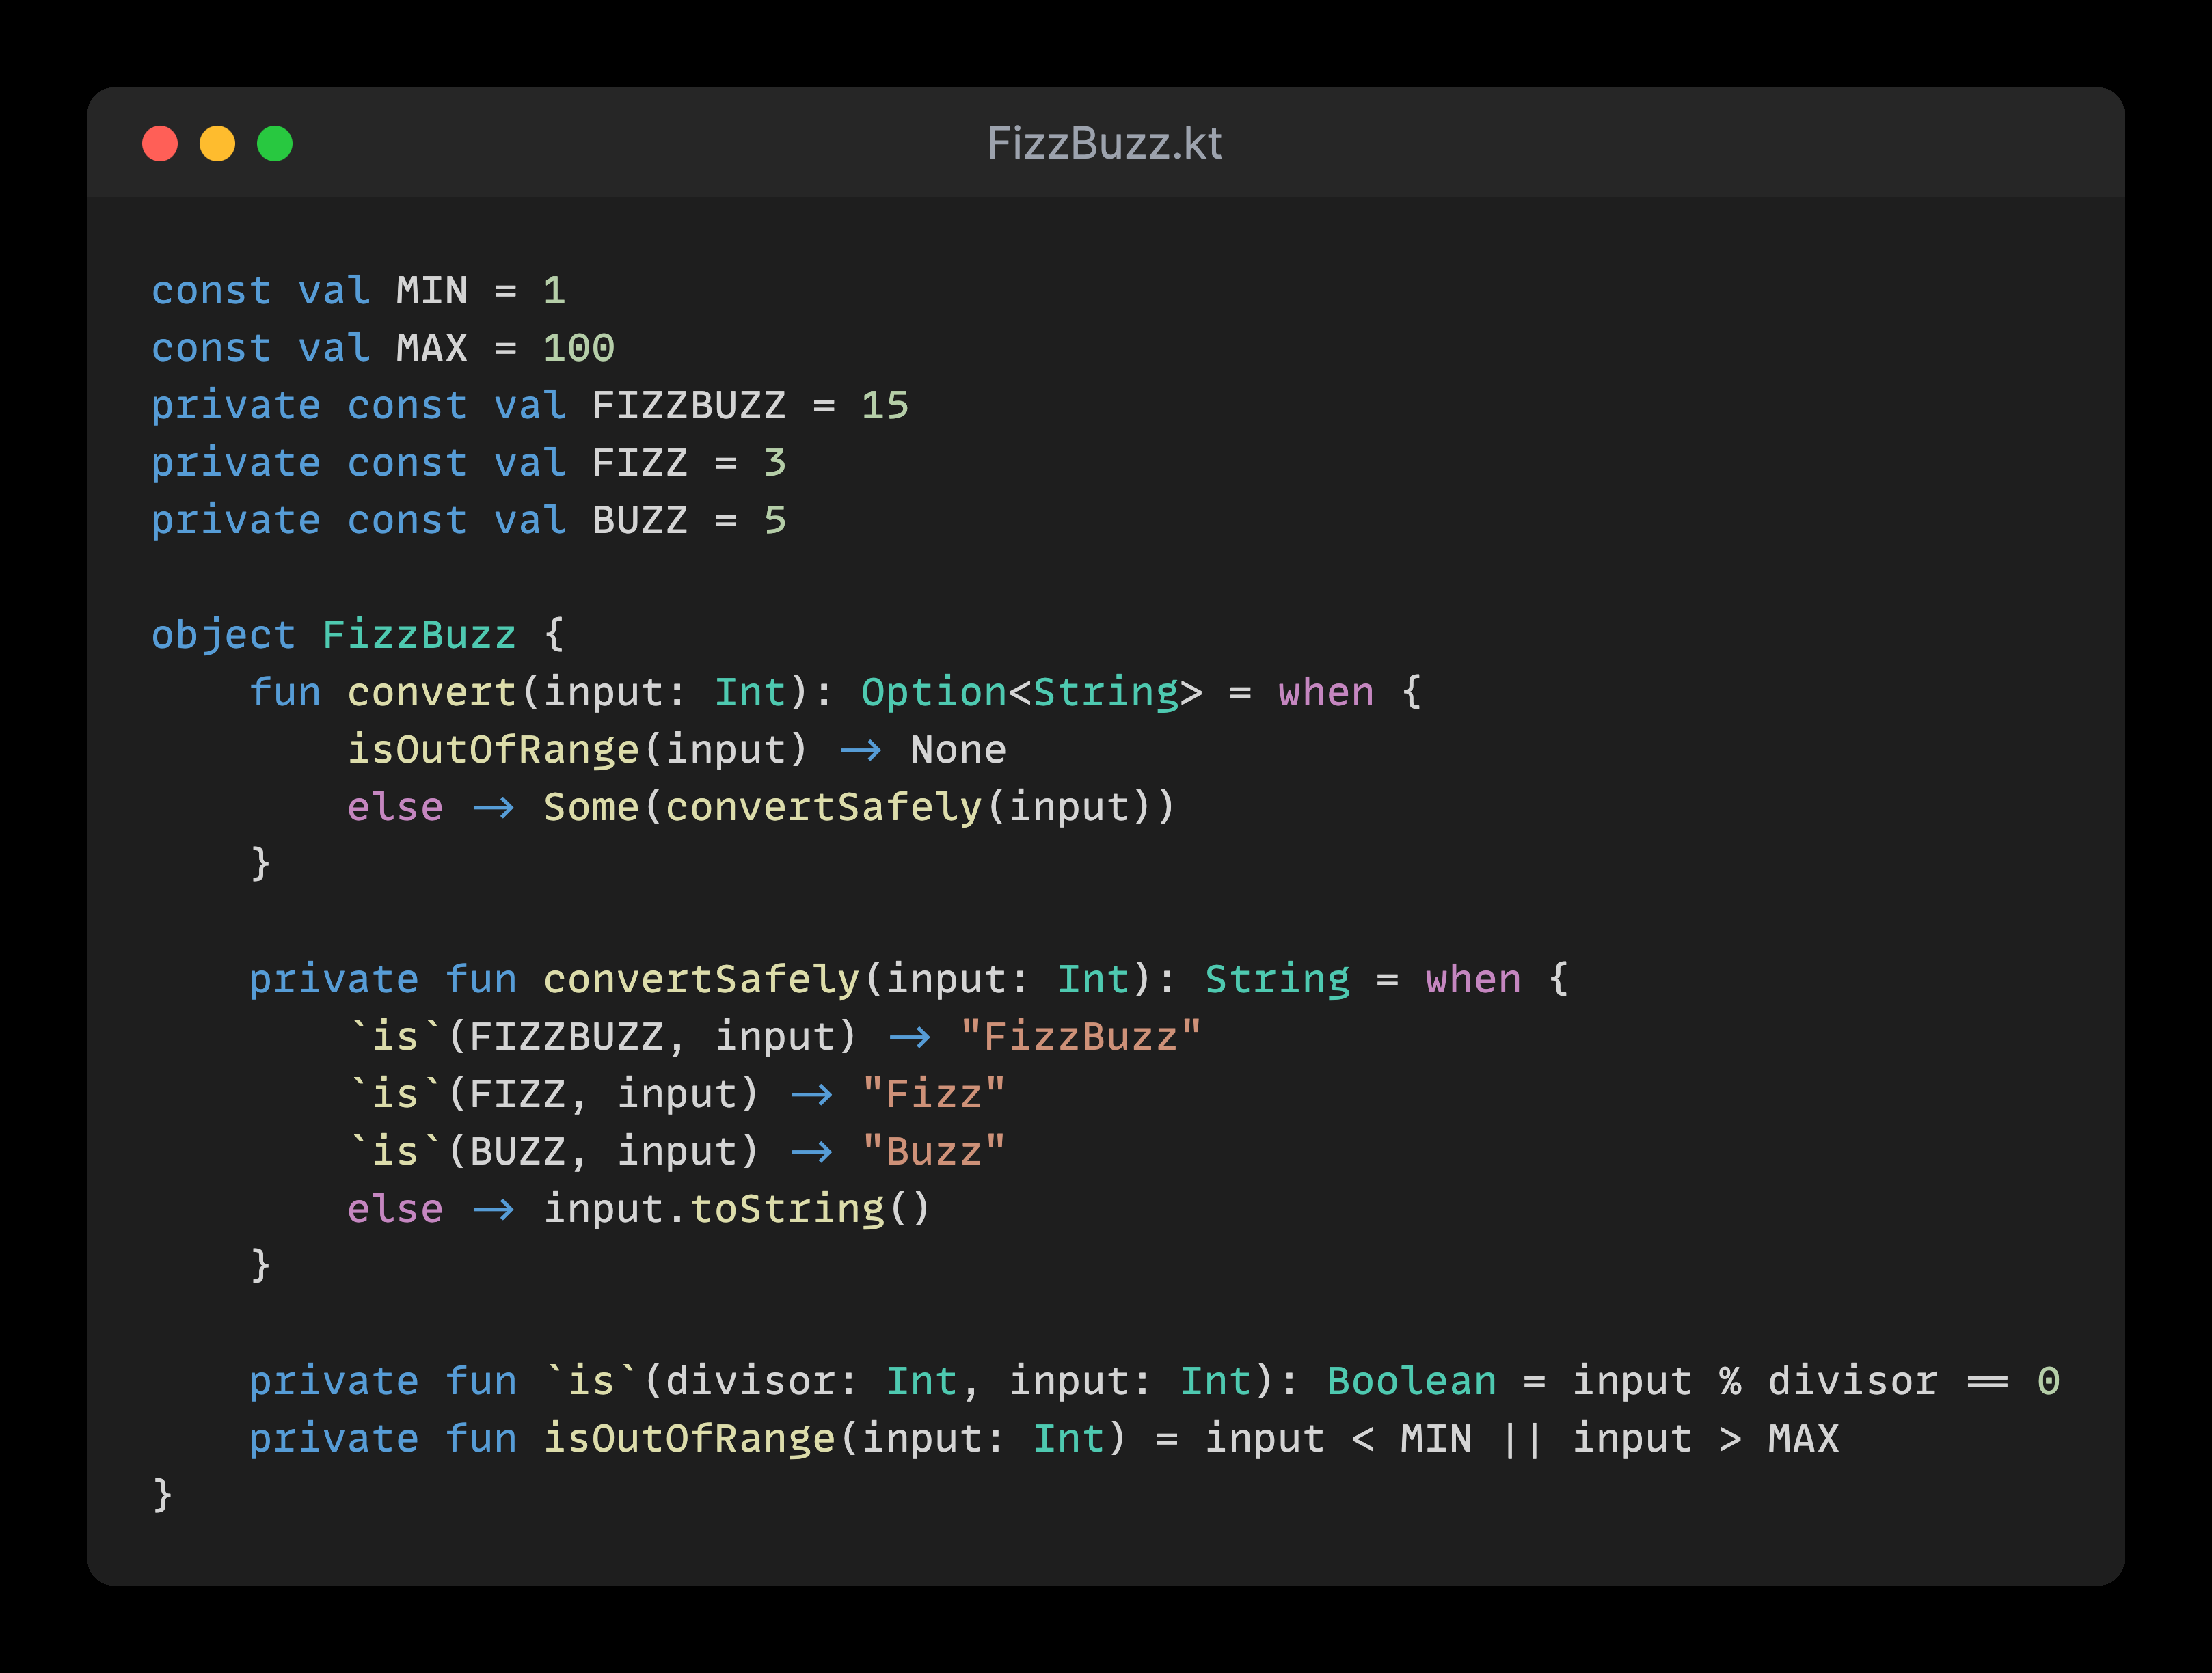 FizzBuzz.kt
const val MIN = 1
const val MAX = 100
private const val FIZZBUZZ = 15
private const val FIZZ = 3
private const val BUZZ = 5
object FizzBuzz {
    fun convert(input: Int): Option<String> = when {
        isOutOfRange(input) -> None
        else -> Some(convertSafely(input))
    }
    private fun convertSafely(input: Int): String = when {
        `is`(FIZZBUZZ, input) -> "FizzBuzz"
        `is`(FIZZ, input) -> "Fizz"
        `is`(BUZZ, input) -> "Buzz"
        else -> input.toString()
    }
    private fun `is`(divisor: Int, input: Int): Boolean = input % divisor == 0
    private fun isOutOfRange(input: Int) = input < MIN || input > MAX
}